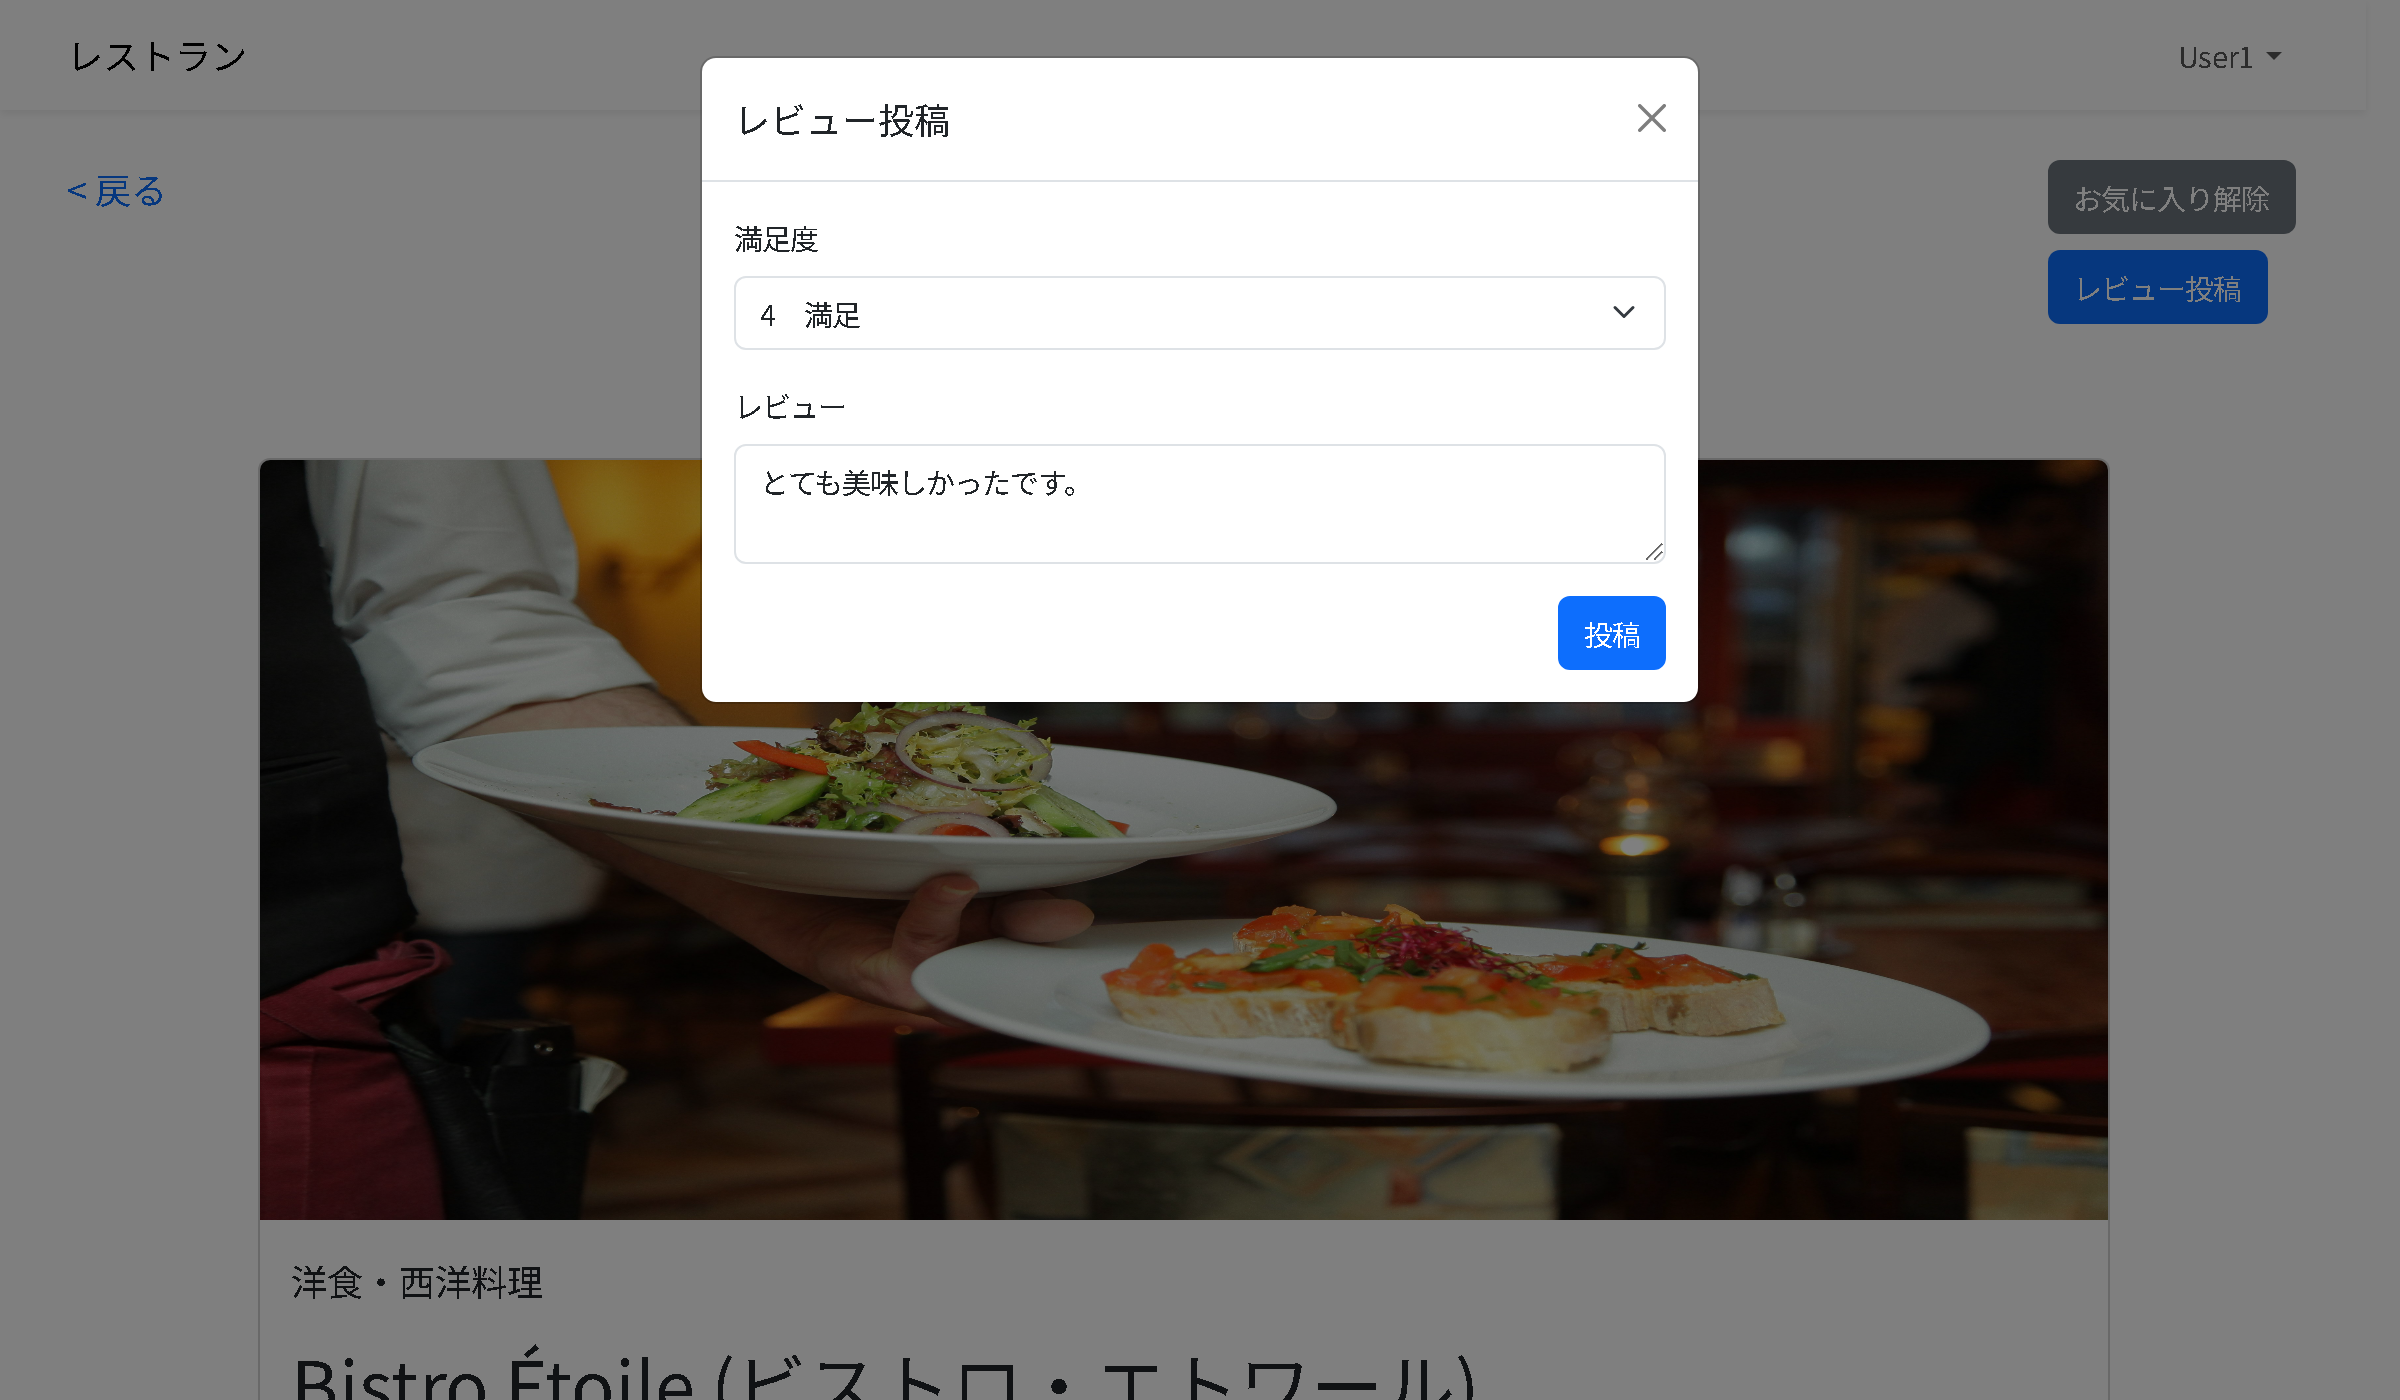 レストラン
User1
レビュー投稿
< 戻る
お気に入り解除
レビュー投稿
満足度
4　満足
レビュー
とても美味しかったです。
投稿
洋食・西洋料理
Bistro Étoile (ビストロ・エトワール)